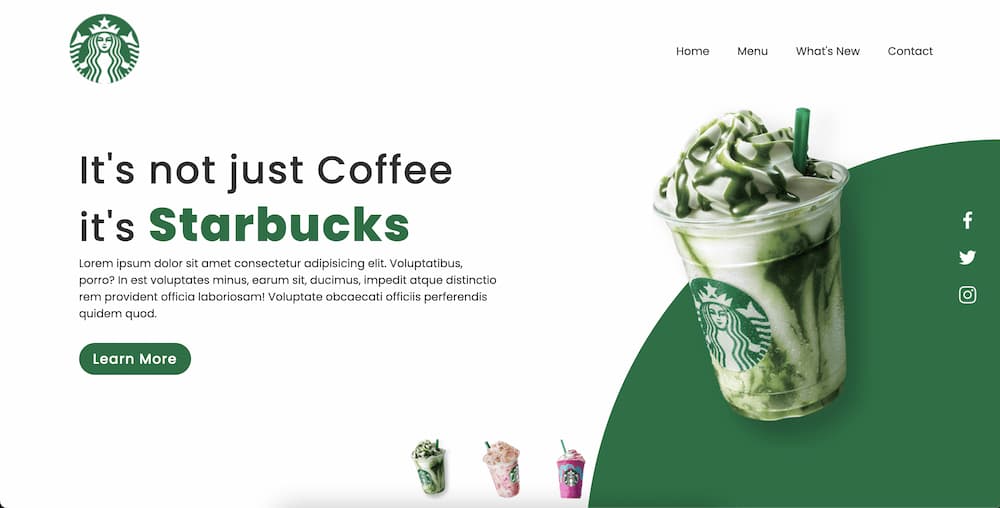 Home Menu What's New Contact
It's not just Coffee
it's Starbucks
Lorem ipsum dolor sit amet consectetur adipisicing elit. Voluptatibus,
porro? In est voluptates minus, earum sit, ducimus, impedit atque distinctio
rem provident officia laboriosam! Voluptate obcaecati officiis perferendis
quidem quod.
Learn More